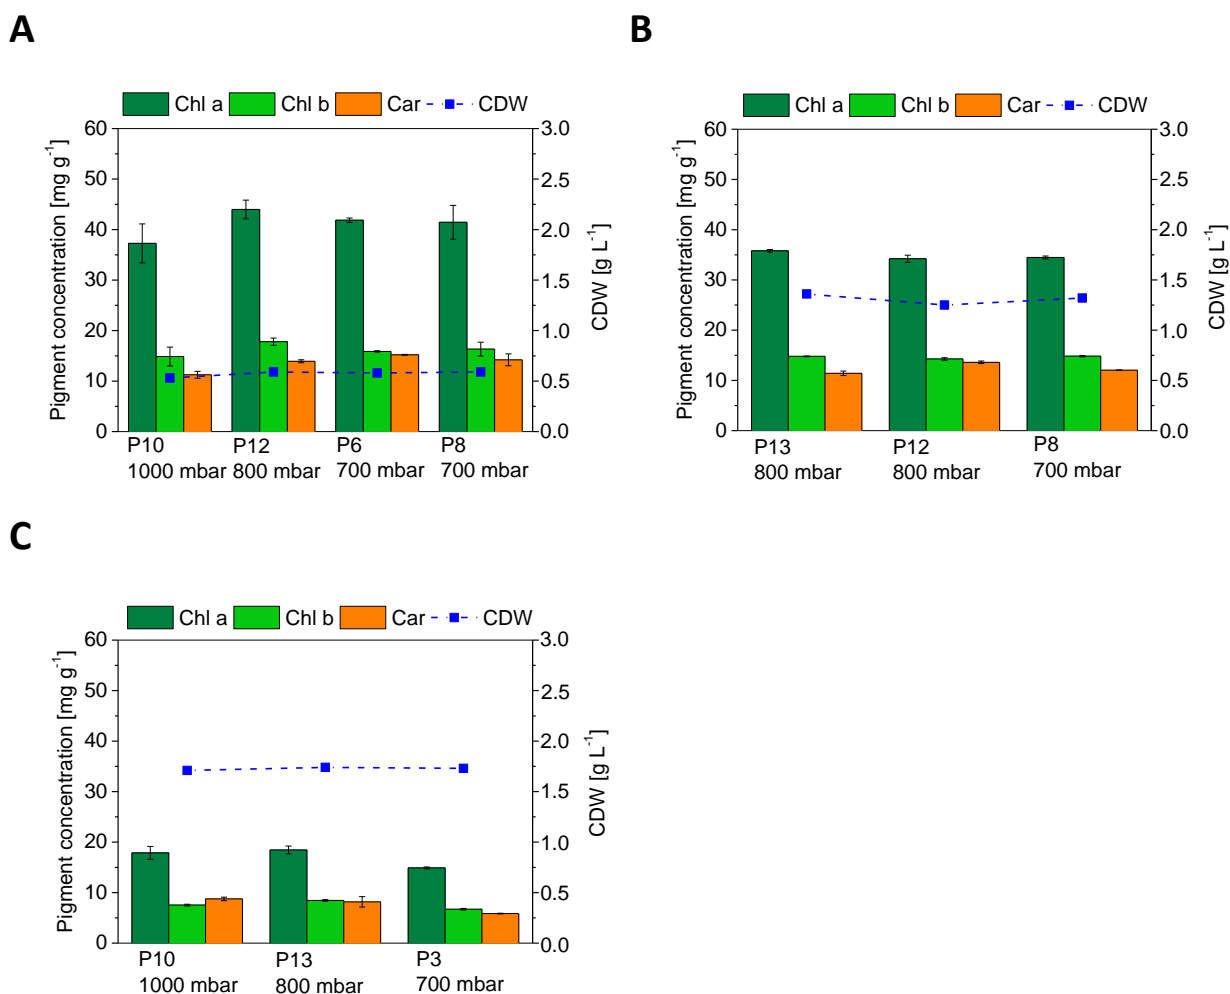 A
Chl a Chl b Car CDW
Pigment concentration [mg g⁻¹]
60
50
40
30
20
10
0
3.0
2.5
2.0
1.5
1.0
0.5
0.0
CDW [g L⁻¹]
P10 P12 P6 P8
1000 mbar 800 mbar 700 mbar 700 mbar
B
Chl a Chl b Car CDW
Pigment concentration [mg g⁻¹]
60
50
40
30
20
10
0
3.0
2.5
2.0
1.5
1.0
0.5
0.0
CDW [g L⁻¹]
P13 P12 P8
800 mbar 800 mbar 700 mbar
C
Chl a Chl b Car CDW
Pigment concentration [mg g⁻¹]
60
50
40
30
20
10
0
3.0
2.5
2.0
1.5
1.0
0.5
0.0
CDW [g L⁻¹]
P10 P13 P3
1000 mbar 800 mbar 700 mbar